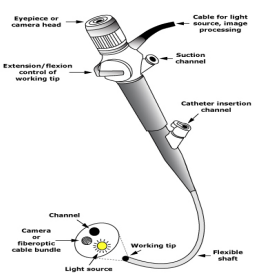 Eyepiece or
camera head
Cable for light
source, image
processing
Suction
channel
Extension/flexion
control of
working tip
Catheter insertion
channel
Channel
Camera
or
fiberoptic
cable bundle
Light source
Working tip
Flexible
shaft